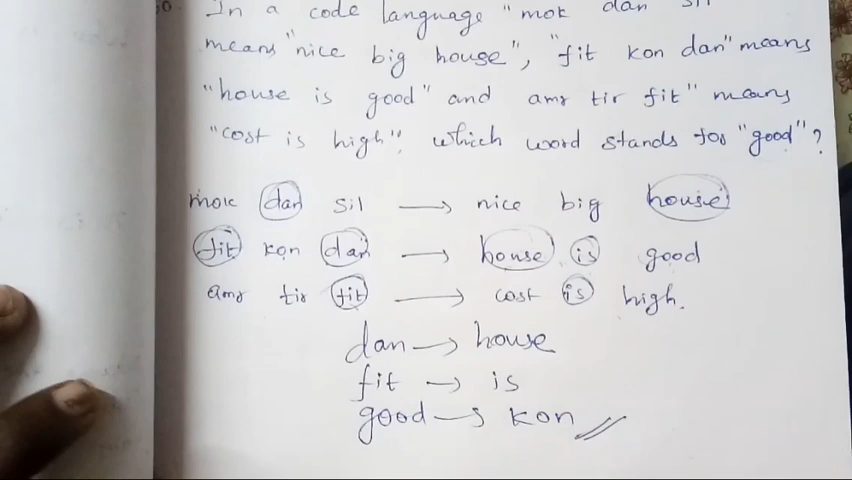 In a code language "mok dan sil
means "nice big house", "fit kon dan" means
"house is good" and amr tir fit" means
"cost is high". which word stands for "good"?
mok dan sil → nice big house
fit kon dan → house is good
amr tir fit → cost is high.
dan → house
fit → is
good → kon